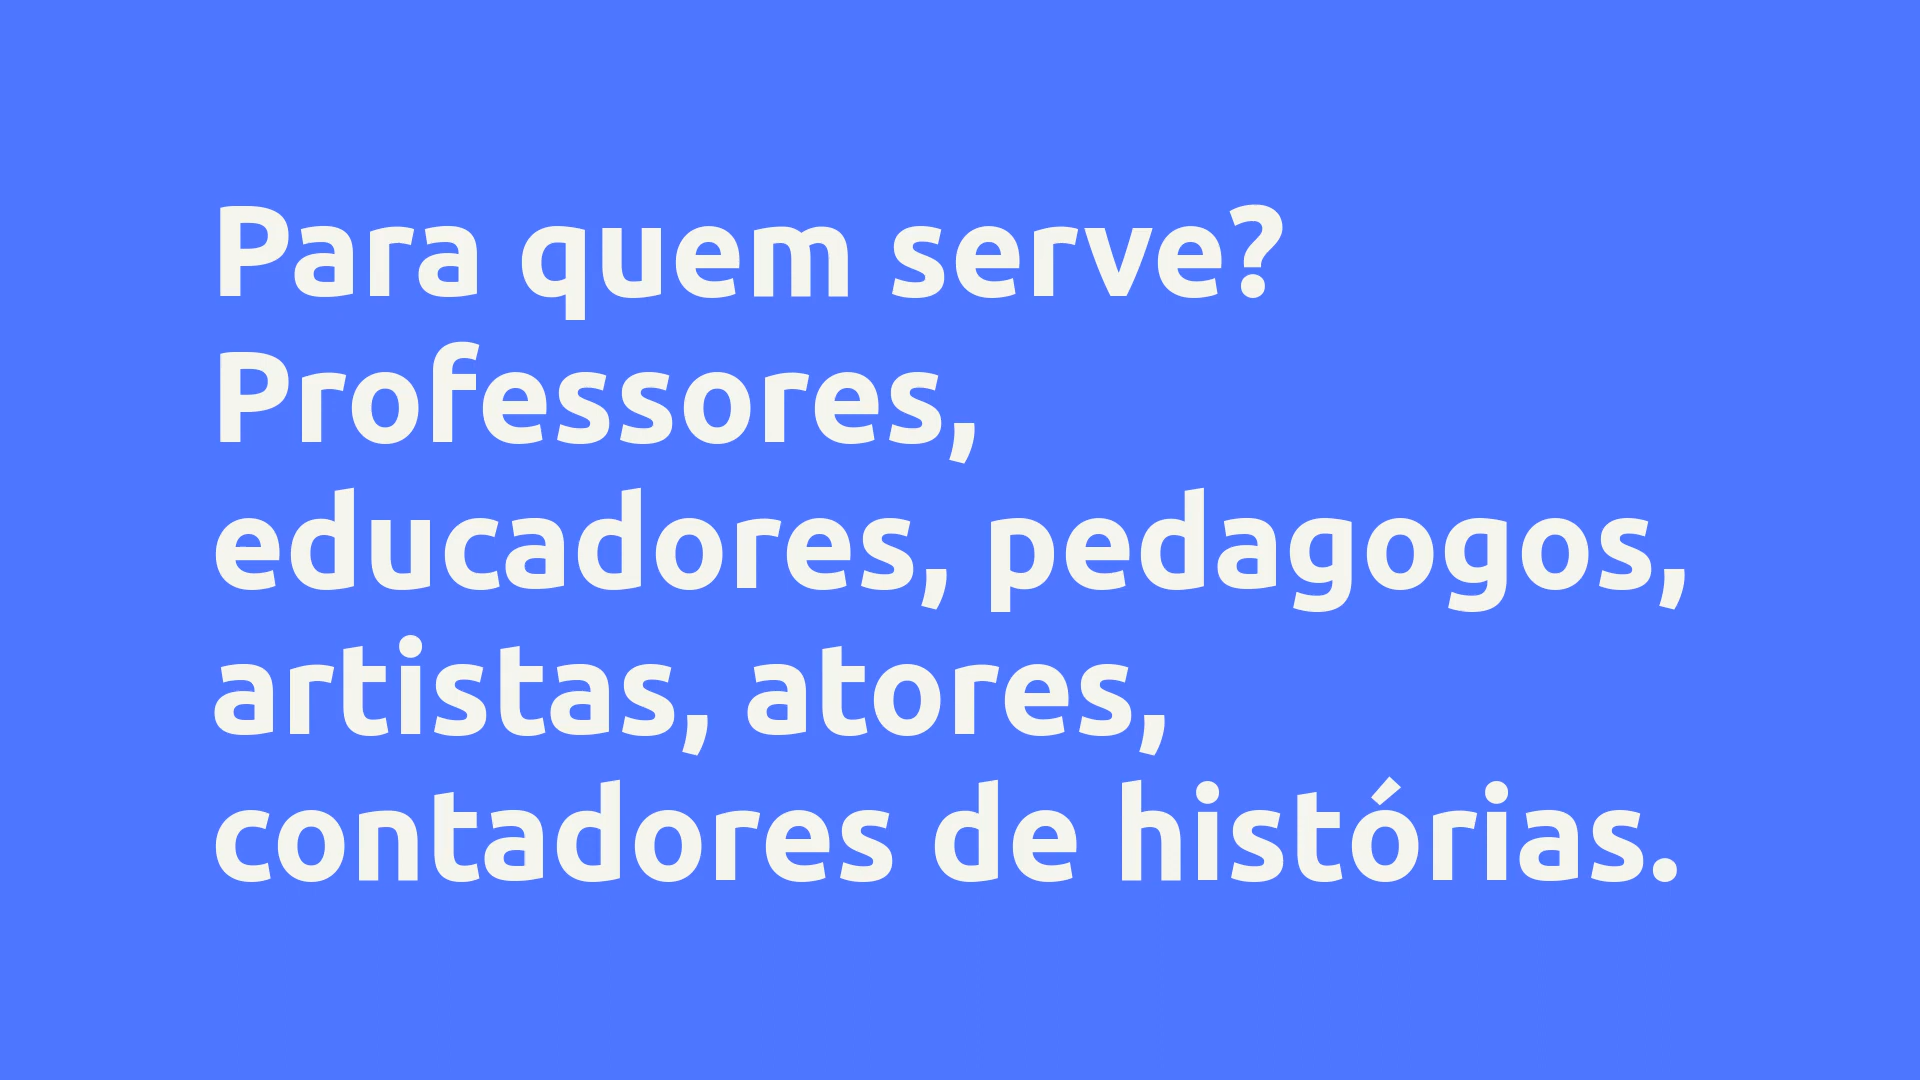 Para quem serve?
Professores,
educadores, pedagogos,
artistas, atores,
contadores de histórias.